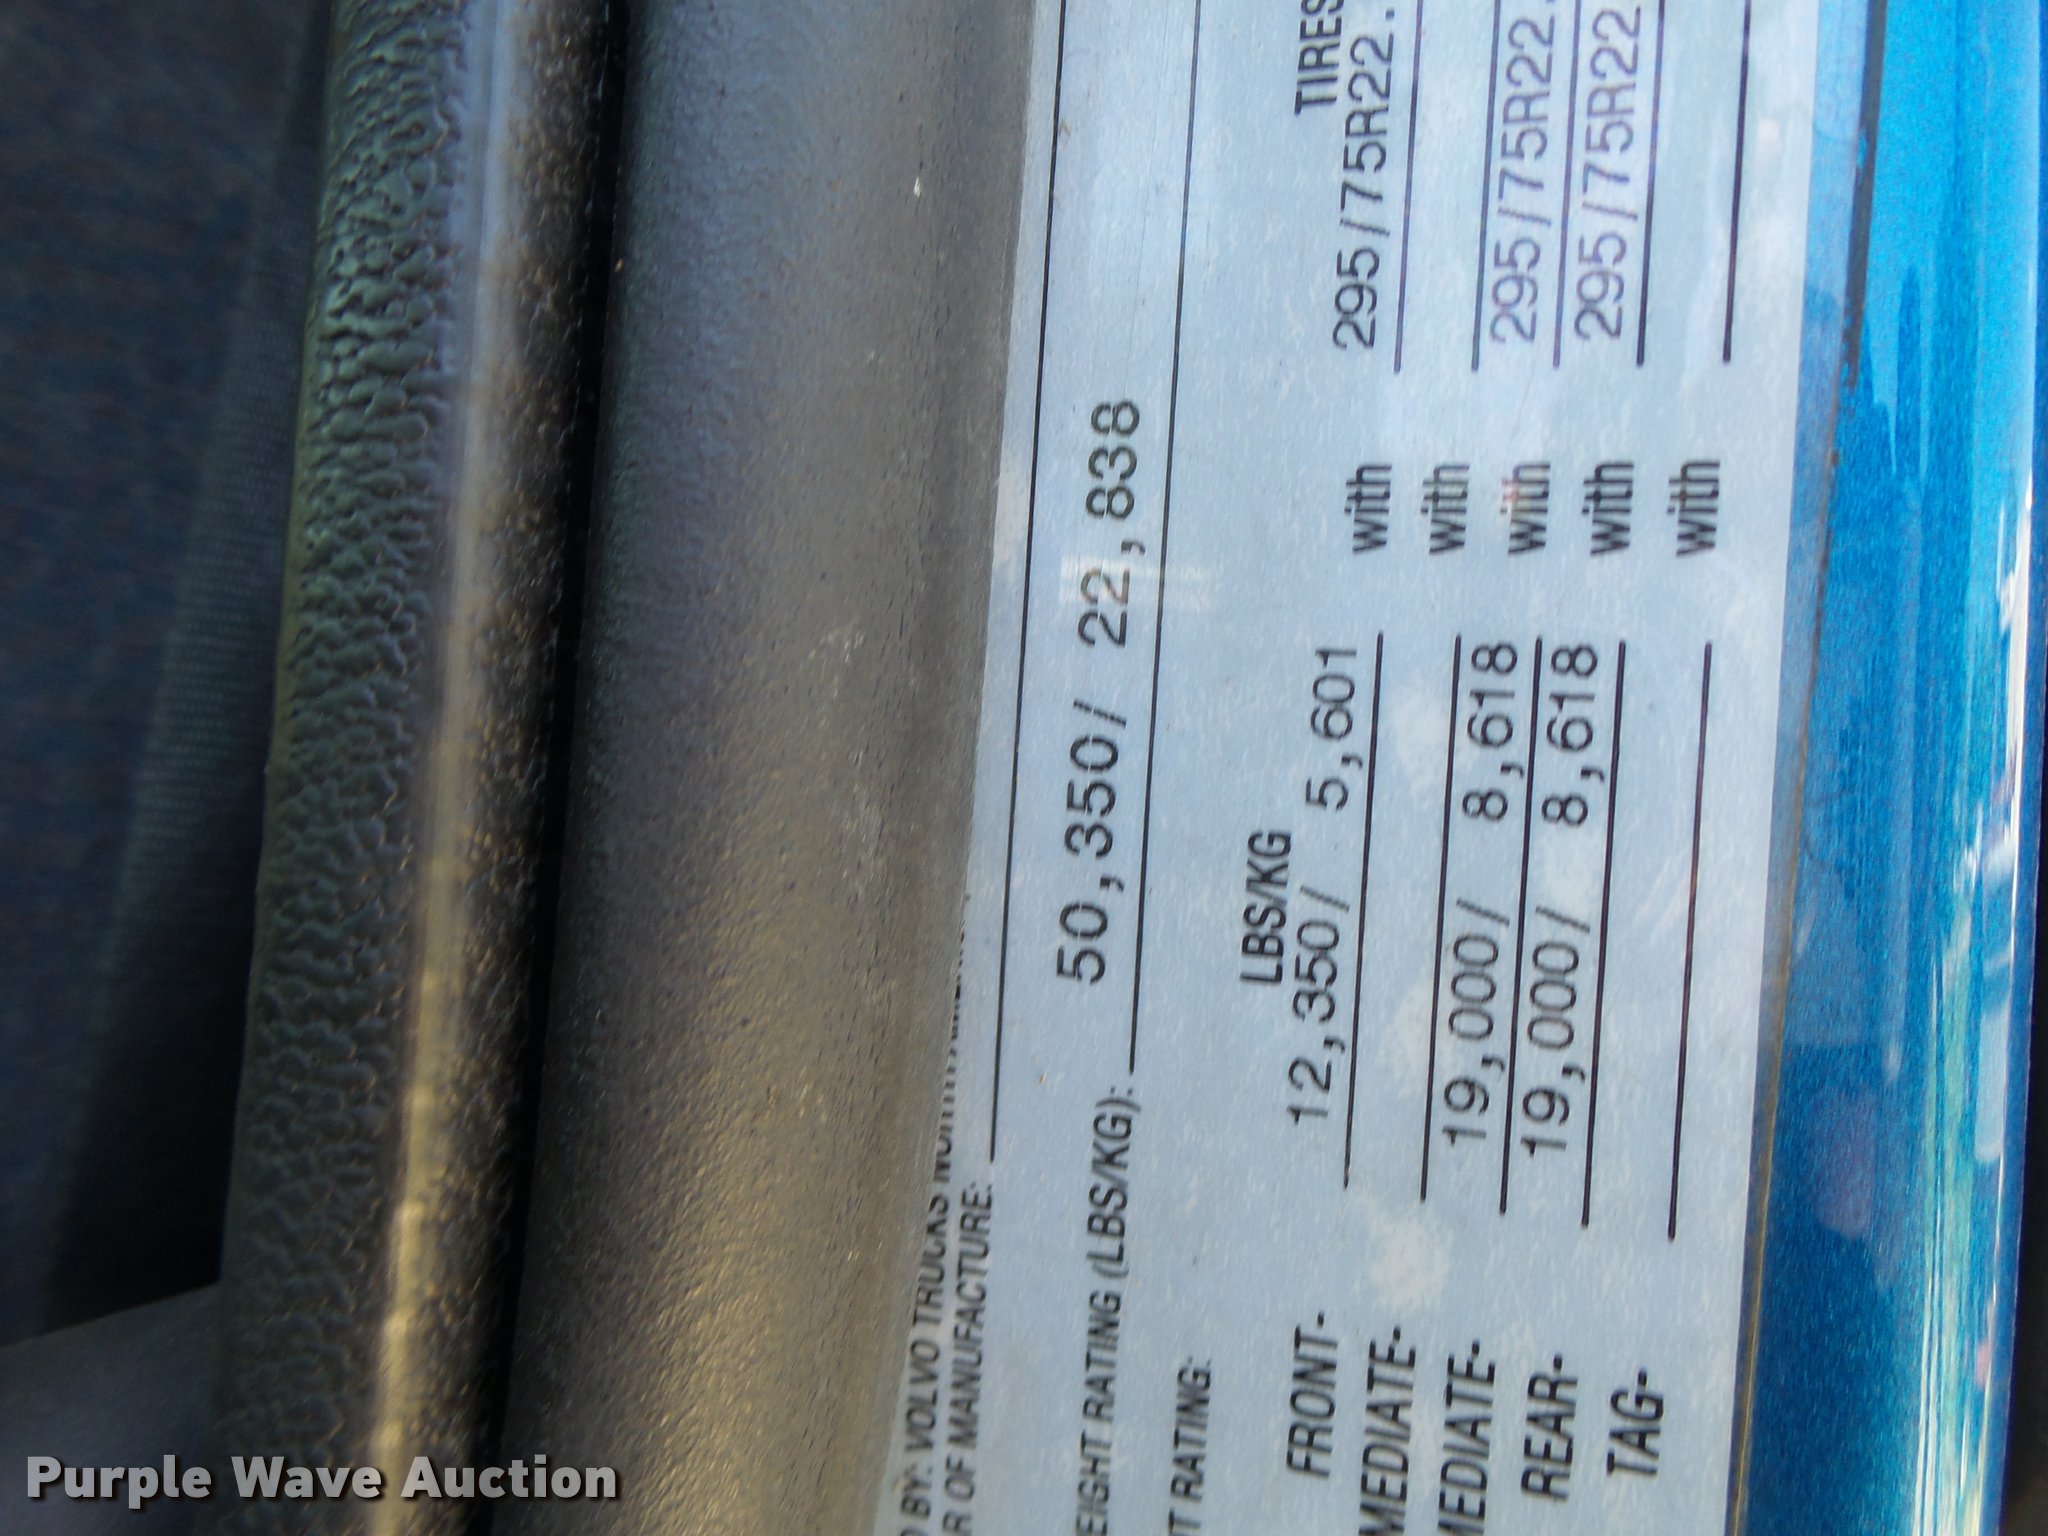 D BY: VOLVO TRUCKS
R OF MANUFACTURE:
EIGHT RATING (LBS/KG): 50,350/ 22,838
T RATING:
LBS/KG TIRES
FRONT- 12,350/ 5,601 with 295/75R22.
MEDIATE- with
MEDIATE- 19,000/ 8,618 with 295/75R22.
REAR- 19,000/ 8,618 with 295/75R22
TAG- with
Purple Wave Auction